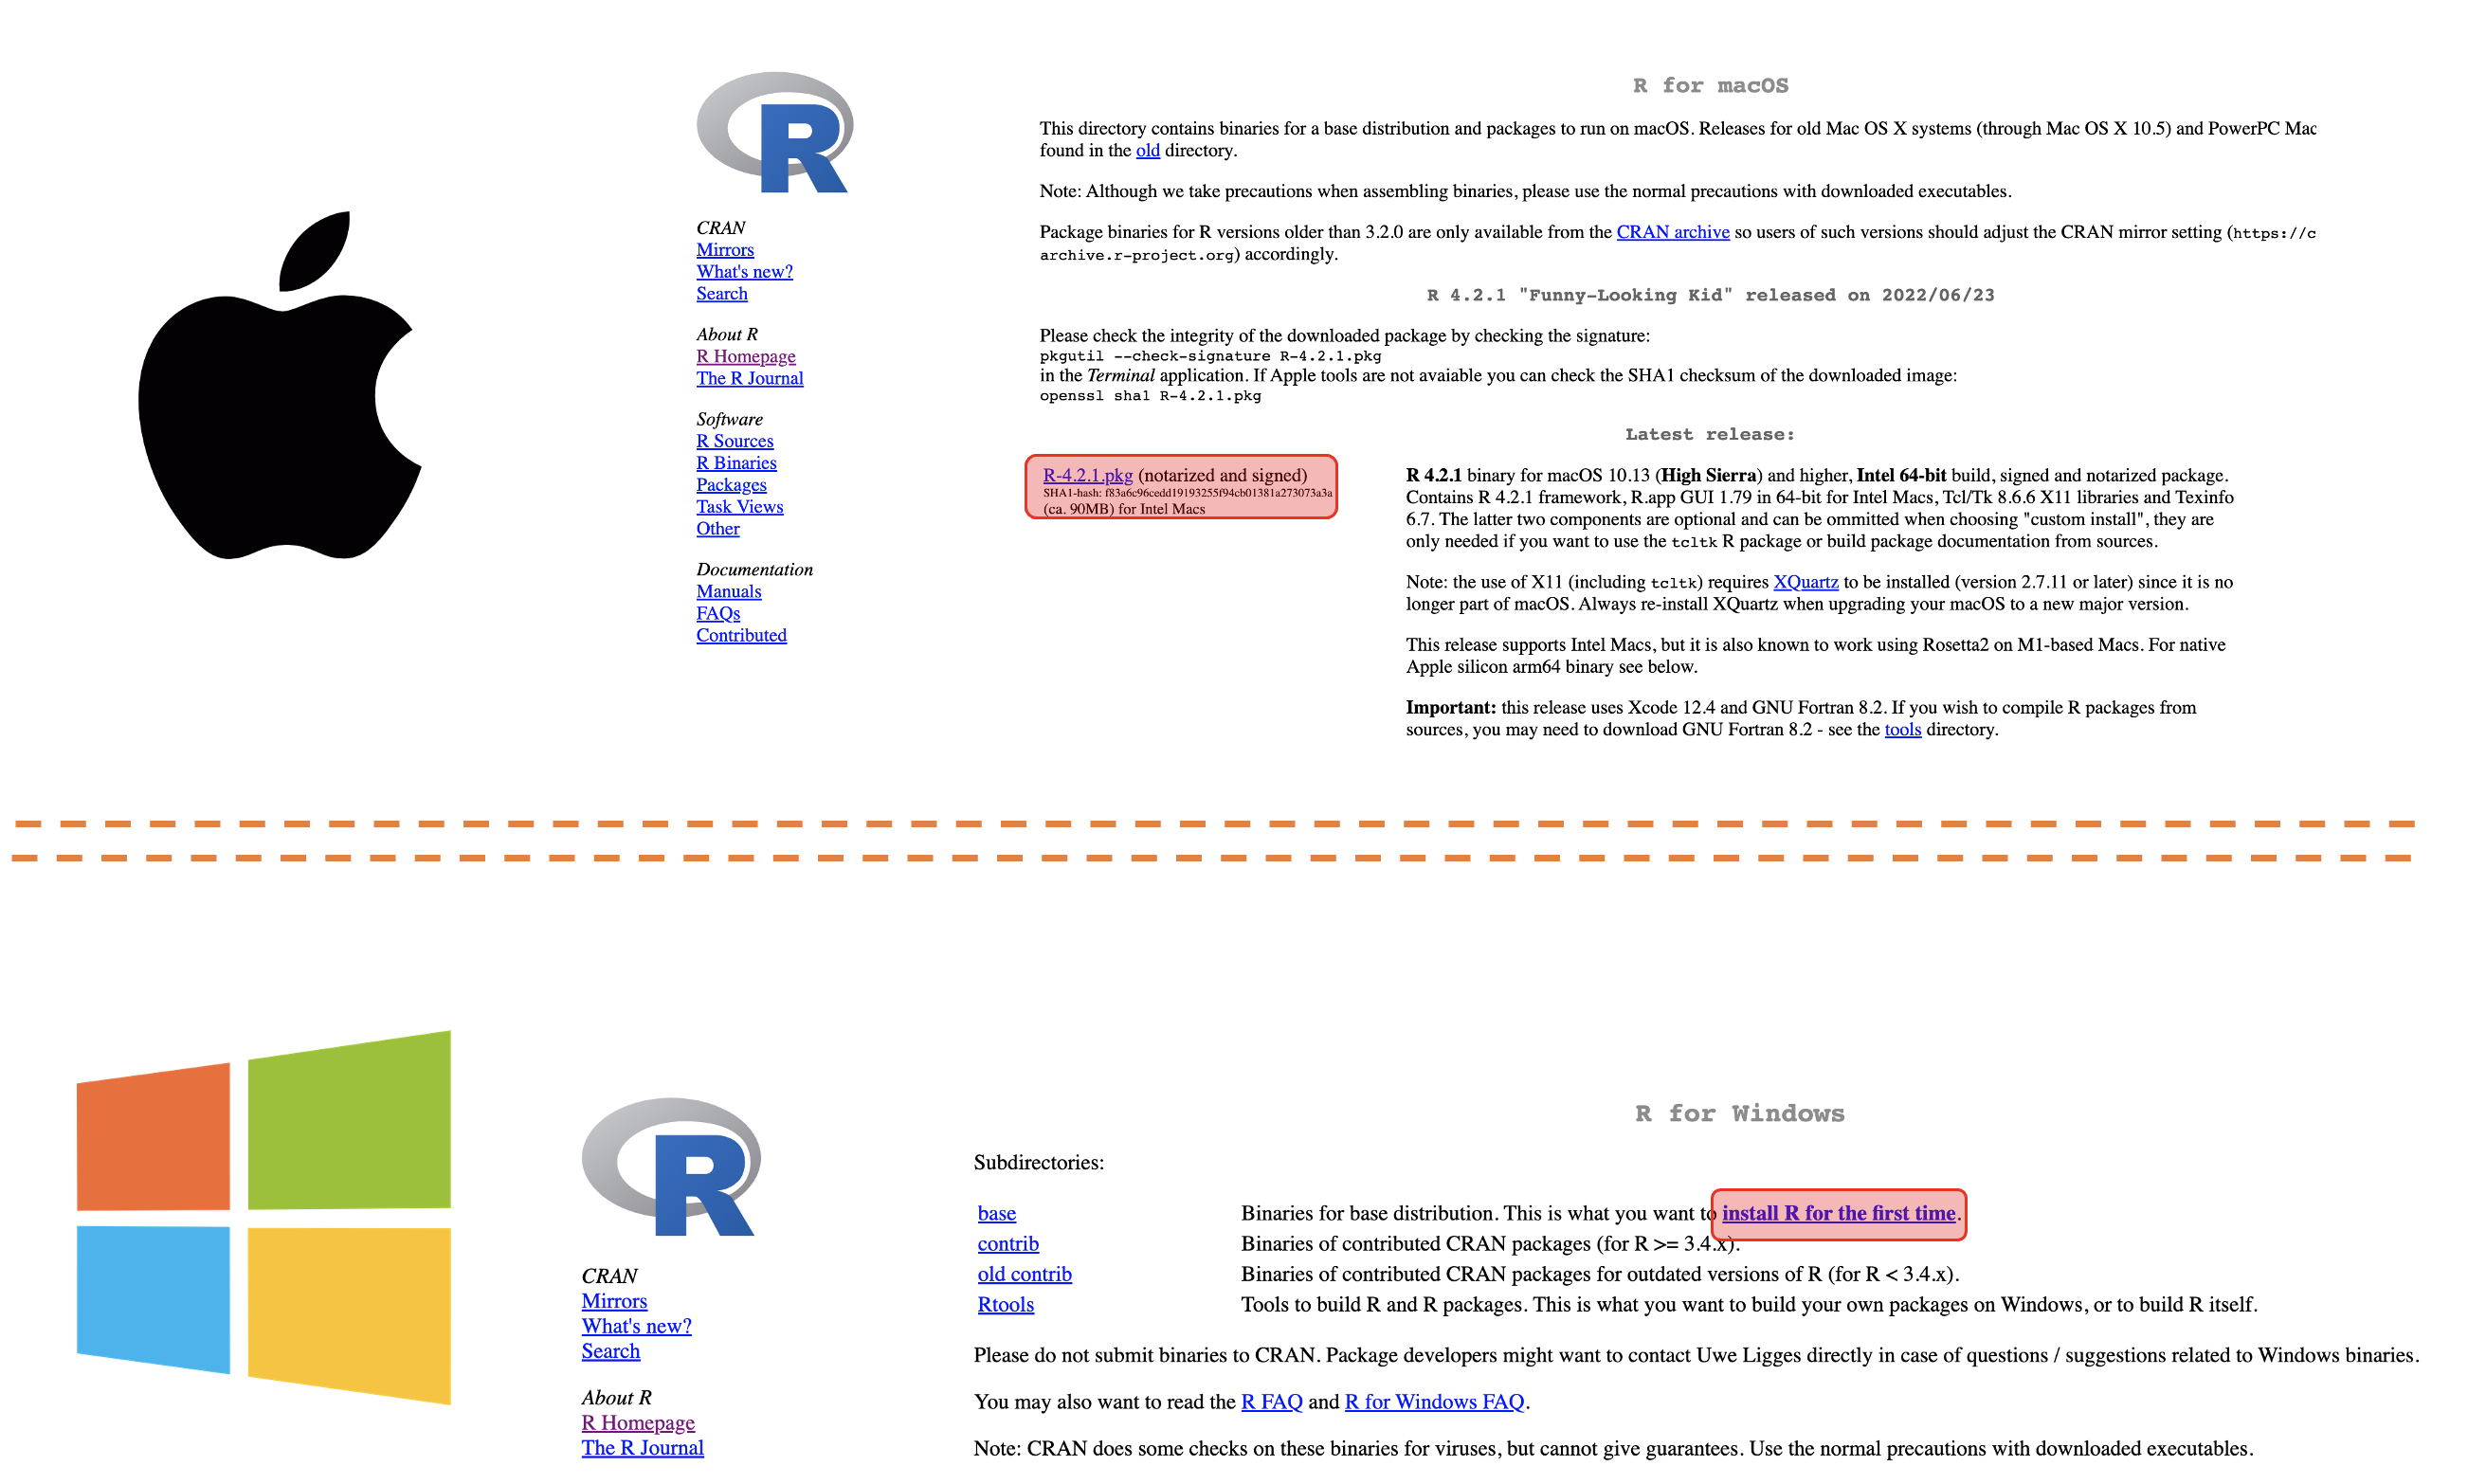 R
R for macOS
This directory contains binaries for a base distribution and packages to run on macOS. Releases for old Mac OS X systems (through Mac OS X 10.5) and PowerPC Mac
found in the old directory.
Note: Although we take precautions when assembling binaries, please use the normal precautions with downloaded executables.
Package binaries for R versions older than 3.2.0 are only available from the CRAN archive so users of such versions should adjust the CRAN mirror setting (https://c
archive.r-project.org) accordingly.
R 4.2.1 "Funny-Looking Kid" released on 2022/06/23
Please check the integrity of the downloaded package by checking the signature:
pkgutil --check-signature R-4.2.1.pkg
in the Terminal application. If Apple tools are not avaiable you can check the SHA1 checksum of the downloaded image:
openssl sha1 R-4.2.1.pkg
Latest release:
R-4.2.1.pkg (notarized and signed)
SHA1-hash: f83a6c96cedd19193255f94cb01381a273073a3a
(ca. 90MB) for Intel Macs
R 4.2.1 binary for macOS 10.13 (High Sierra) and higher, Intel 64-bit build, signed and notarized package.
Contains R 4.2.1 framework, R.app GUI 1.79 in 64-bit for Intel Macs, Tcl/Tk 8.6.6 X11 libraries and Texinfo
6.7. The latter two components are optional and can be ommitted when choosing "custom install", they are
only needed if you want to use the tcltk R package or build package documentation from sources.
Note: the use of X11 (including tcltk) requires XQuartz to be installed (version 2.7.11 or later) since it is no
longer part of macOS. Always re-install XQuartz when upgrading your macOS to a new major version.
This release supports Intel Macs, but it is also known to work using Rosetta2 on M1-based Macs. For native
Apple silicon arm64 binary see below.
Important: this release uses Xcode 12.4 and GNU Fortran 8.2. If you wish to compile R packages from
sources, you may need to download GNU Fortran 8.2 - see the tools directory.
CRAN
Mirrors
What's new?
Search
About R
R Homepage
The R Journal
Software
R Sources
R Binaries
Packages
Task Views
Other
Documentation
Manuals
FAQs
Contributed
R
R for Windows
Subdirectories:
base Binaries for base distribution. This is what you want to install R for the first time.
contrib Binaries of contributed CRAN packages (for R >= 3.4.x).
old contrib Binaries of contributed CRAN packages for outdated versions of R (for R < 3.4.x).
Rtools Tools to build R and R packages. This is what you want to build your own packages on Windows, or to build R itself.
Please do not submit binaries to CRAN. Package developers might want to contact Uwe Ligges directly in case of questions / suggestions related to Windows binaries.
You may also want to read the R FAQ and R for Windows FAQ.
Note: CRAN does some checks on these binaries for viruses, but cannot give guarantees. Use the normal precautions with downloaded executables.
CRAN
Mirrors
What's new?
Search
About R
R Homepage
The R Journal